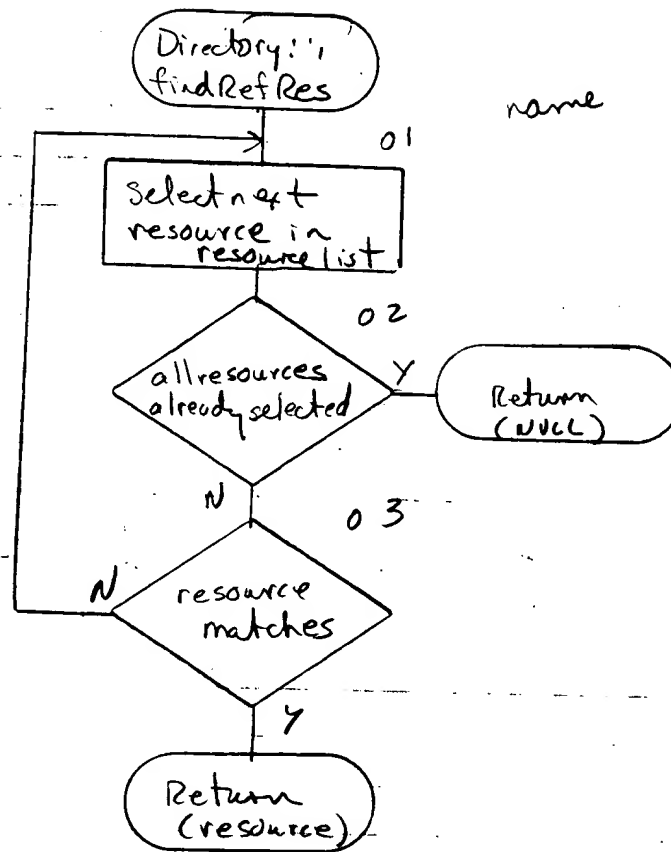 Directory::
findRefRes
name
01
Select next
resource in
resource list
02
all resources
already selected
Y
Return
(NULL)
N
03
N
resource
matches
Y
Return
(resource)